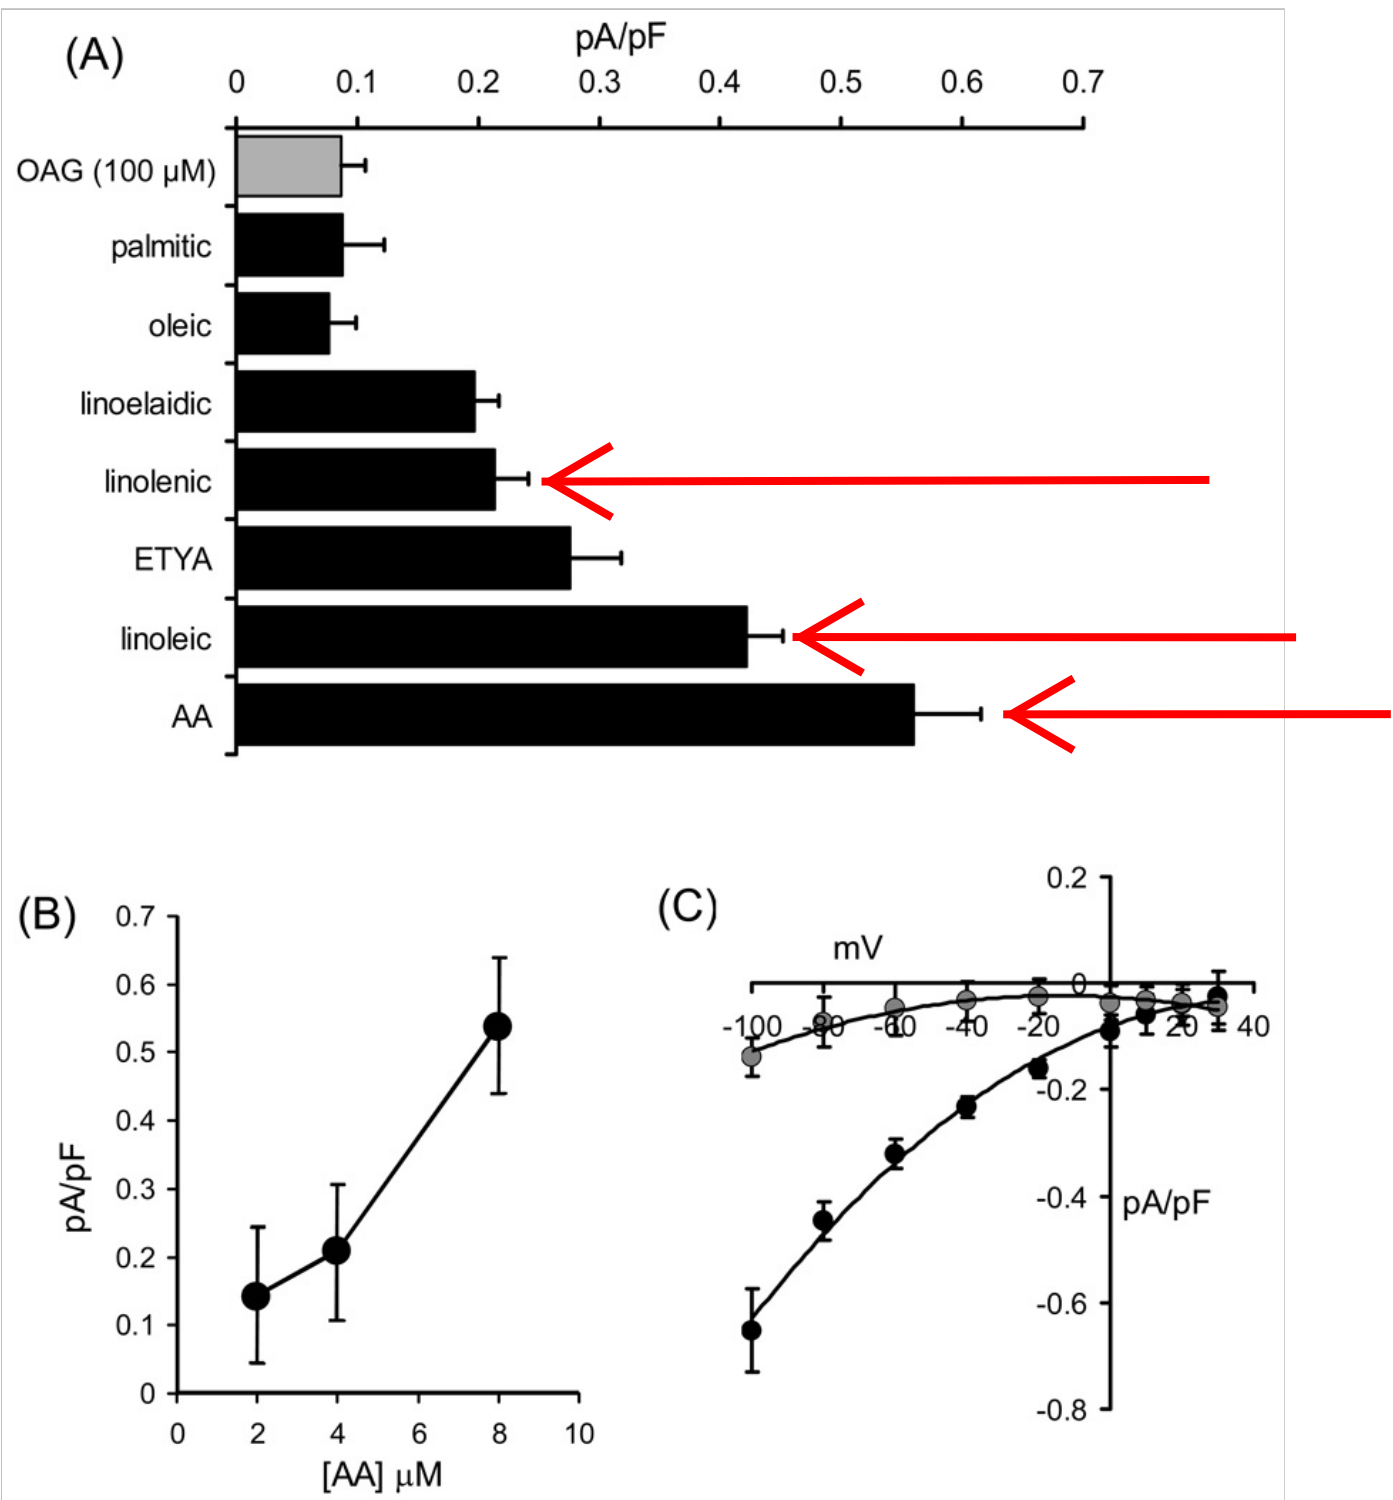 (A)
pA/pF
0 0.1 0.2 0.3 0.4 0.5 0.6 0.7
OAG (100 µM)
palmitic
oleic
linoelaidic
linolenic
ETYA
linoleic
AA
(B)
0.7
0.6
0.5
0.4
0.3
0.2
0.1
0
pA/pF
0 2 4 6 8 10
[AA] µM
(C)
mV
0.2
0
-100 -80 -60 -40 -20 20 40
-0.2
-0.4
pA/pF
-0.6
-0.8